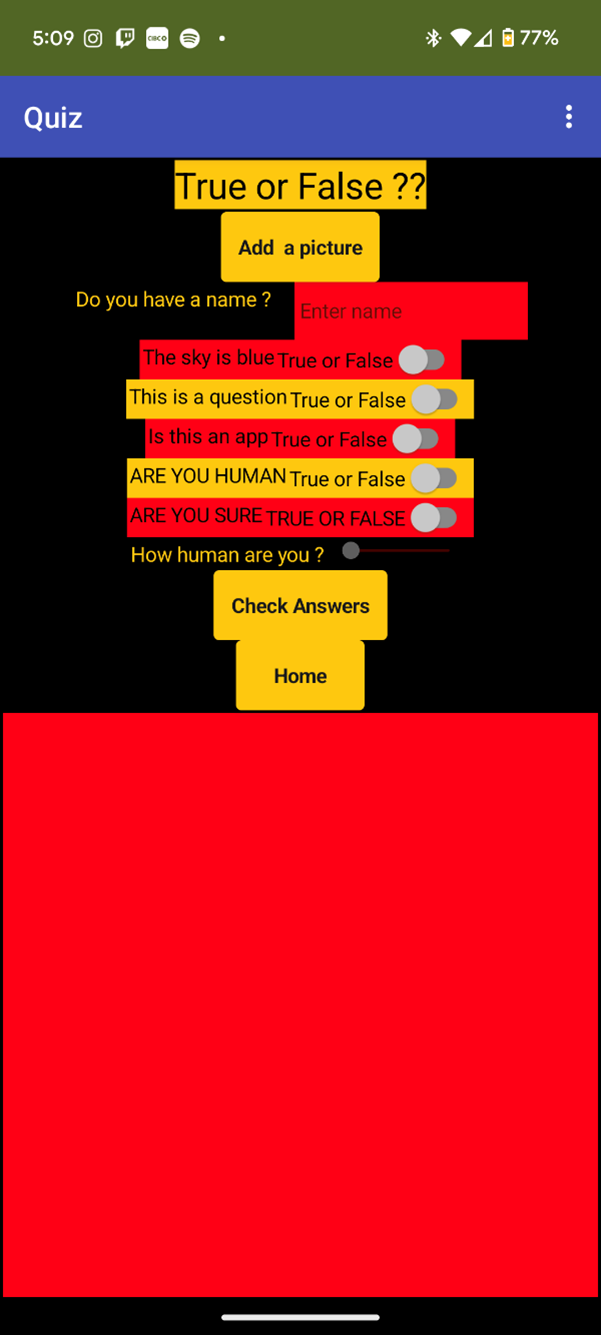 5:09 CIBC 77%
Quiz
True or False ??
Add a picture
Do you have a name ? Enter name
The sky is blue True or False
This is a question True or False
Is this an app True or False
ARE YOU HUMAN True or False
ARE YOU SURE TRUE OR FALSE
How human are you ?
Check Answers
Home